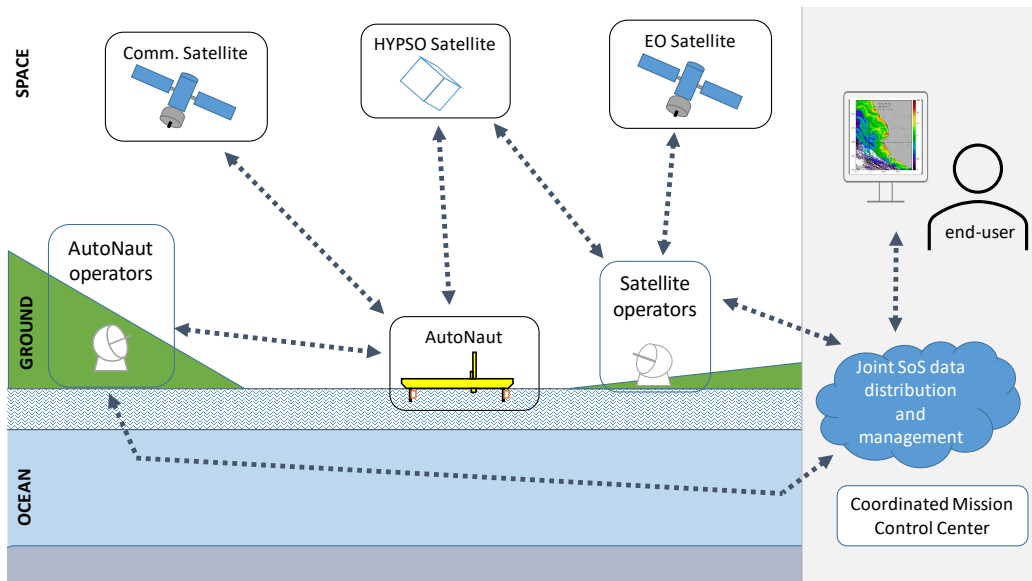 SPACE
Comm. Satellite
HYPSO Satellite
EO Satellite
end-user
GROUND
AutoNaut
operators
Satellite
operators
AutoNaut
Joint SoS data
distribution
and
management
OCEAN
Coordinated Mission
Control Center